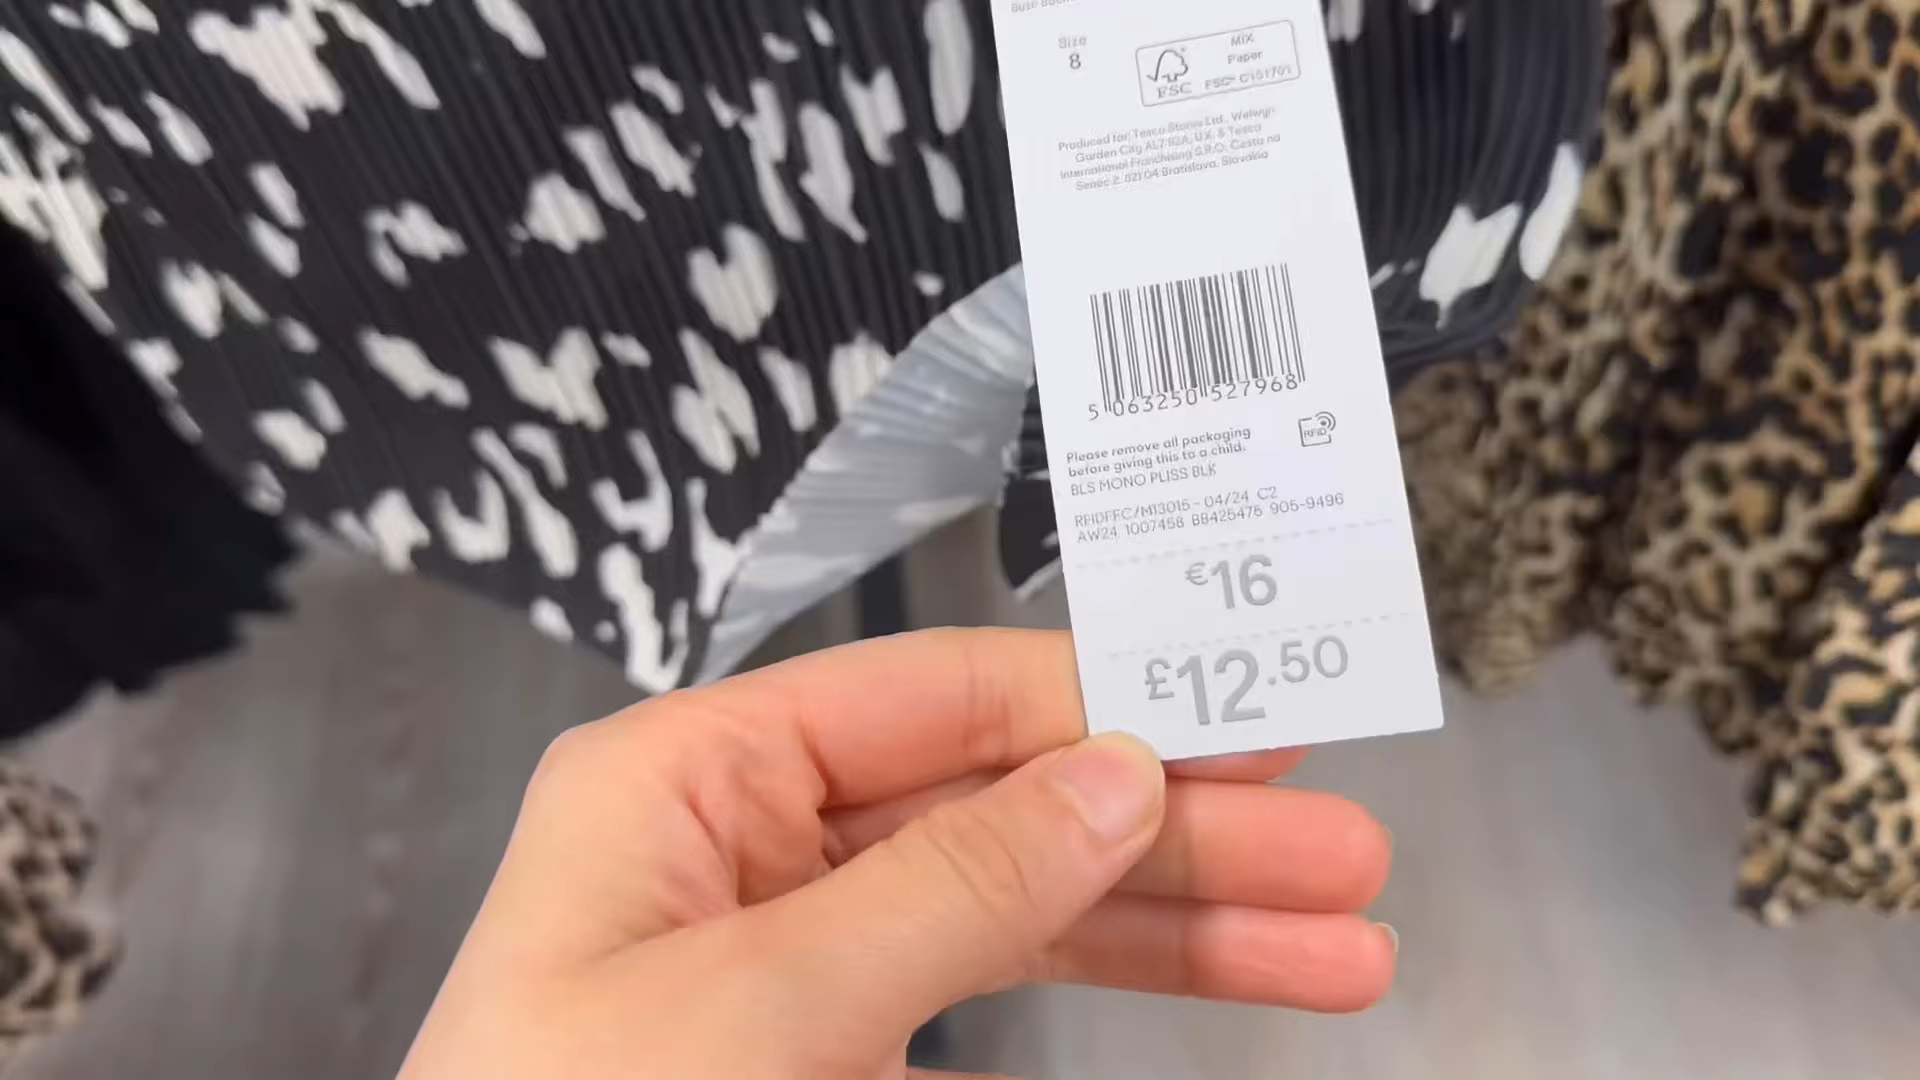 Size
8
MIX
Paper
FSC
FSC® C151701
Produced for: Tesco Stores Ltd., Welwyn
Garden City AL7 1GA, U.K. & Tesco
International Franchising S.R.O. Cesta na
Senec 2, 821 04 Bratislava, Slovakia
5 063250 527968
Please remove all packaging
before giving this to a child.
RFID
BLS MONO PLISS BLK
RFIDFFC/M13015 - 04/24 C2
AW24 1007458 BB425475 905-9496
€16
£12.50